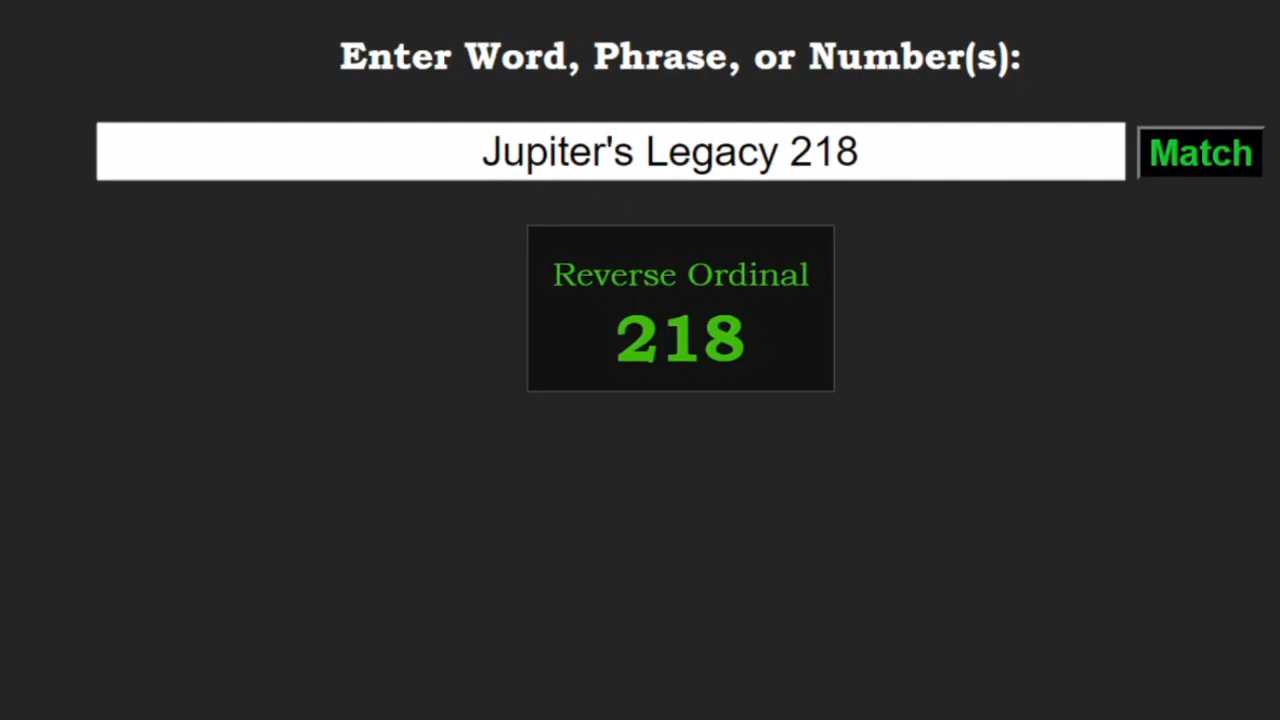 Enter Word, Phrase, or Number(s):
Jupiter's Legacy 218 Match
Reverse Ordinal
218